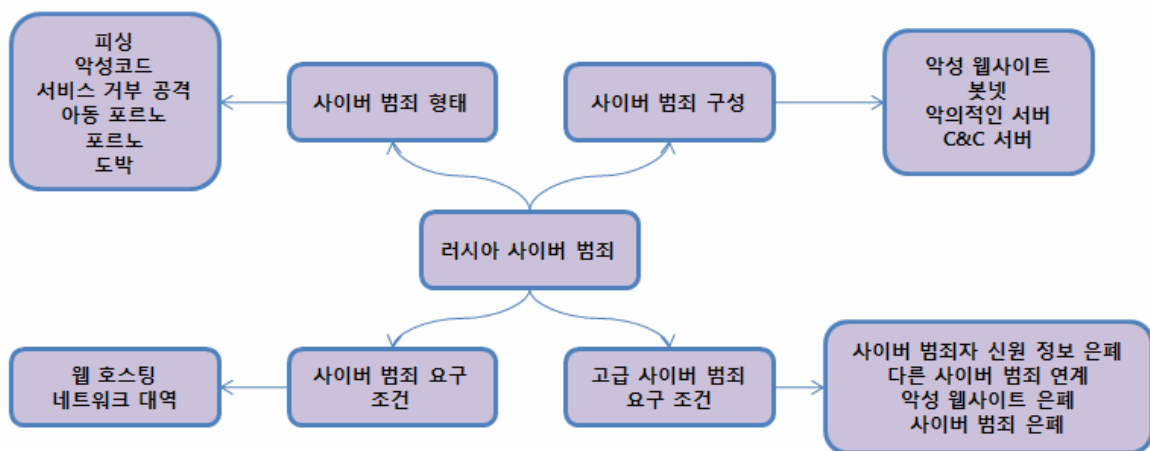 피싱
악성코드
서비스 거부 공격
아동 포르노
포르노
도박
사이버 범죄 형태
사이버 범죄 구성
악성 웹사이트
봇넷
악의적인 서버
C&C 서버
러시아 사이버 범죄
웹 호스팅
네트워크 대역
사이버 범죄 요구
조건
고급 사이버 범죄
요구 조건
사이버 범죄자 신원 정보 은폐
다른 사이버 범죄 연계
악성 웹사이트 은폐
사이버 범죄 은폐